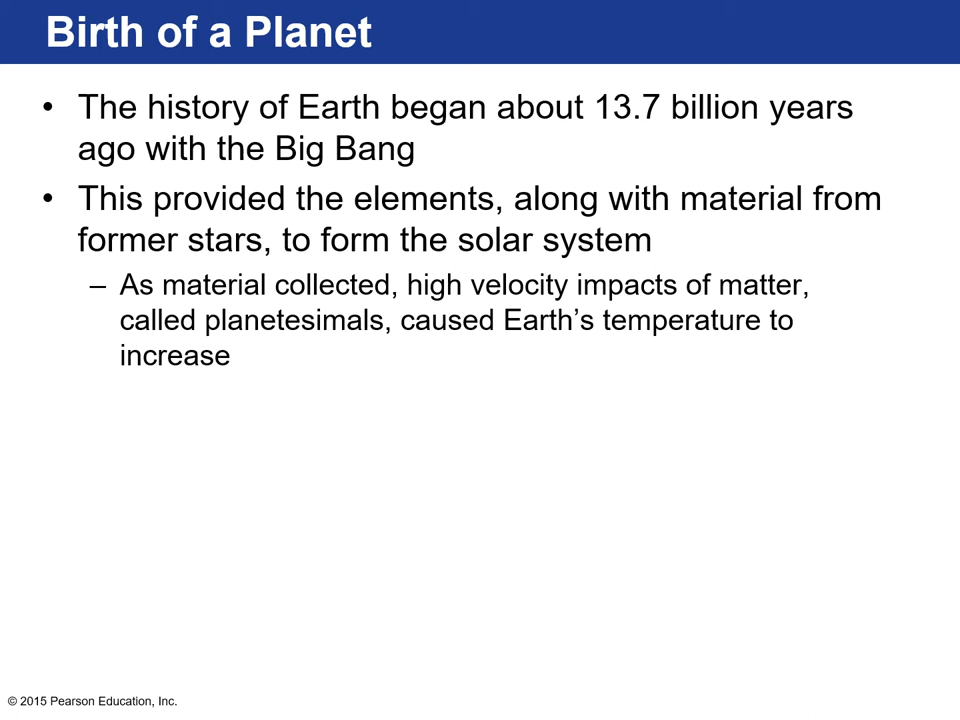 Birth of a Planet
• The history of Earth began about 13.7 billion years
ago with the Big Bang
• This provided the elements, along with material from
former stars, to form the solar system
– As material collected, high velocity impacts of matter,
called planetesimals, caused Earth’s temperature to
increase
© 2015 Pearson Education, Inc.